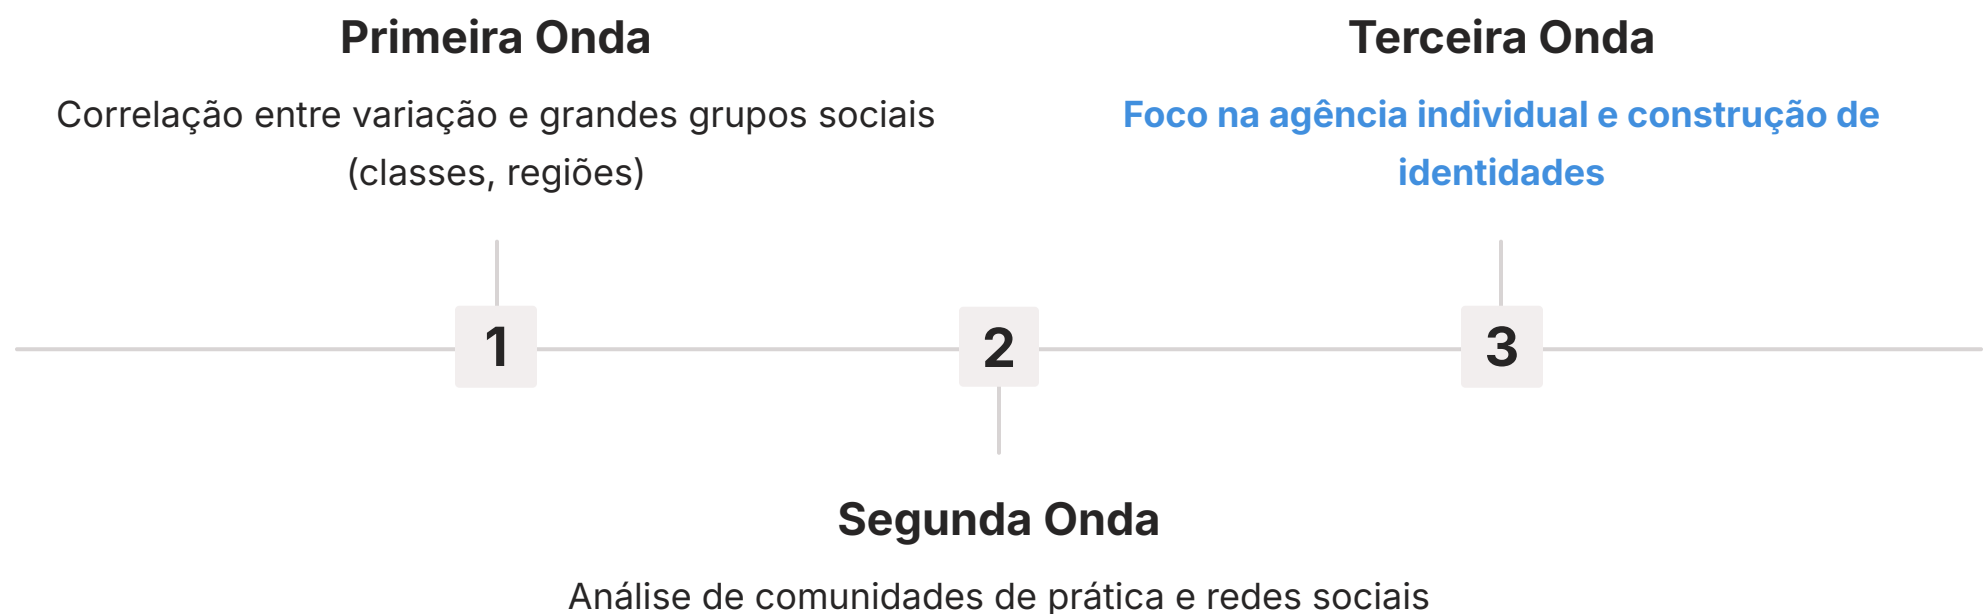 Primeira Onda
Correlação entre variação e grandes grupos sociais
(classes, regiões)
Terceira Onda
Foco na agência individual e construção de
identidades
1
2
3
Segunda Onda
Análise de comunidades de prática e redes sociais